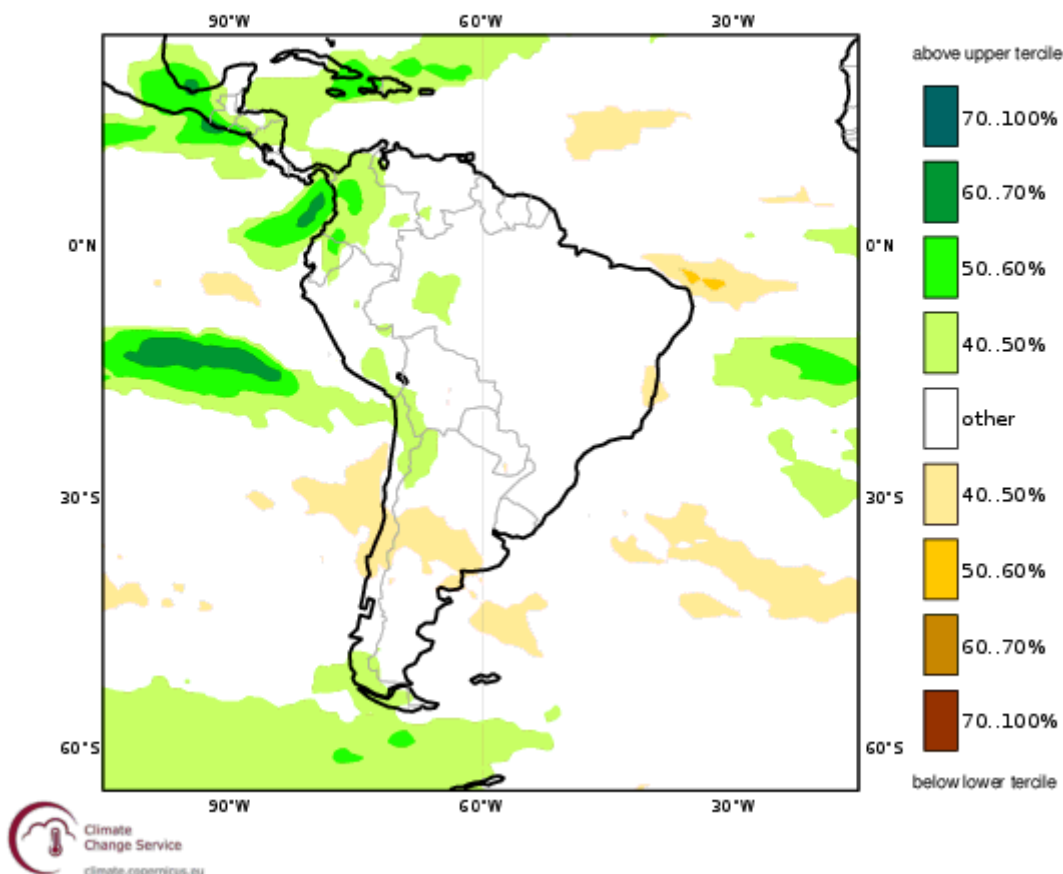 90°W 60°W 30°W
above upper tercile
70..100%
60..70%
0°N 0°N
50..60%
40..50%
other
40..50%
30°S 30°S
50..60%
60..70%
70..100%
60°S 60°S
below lower tercile
90°W 60°W 30°W
Climate
Change Service
climate.copernicus.eu